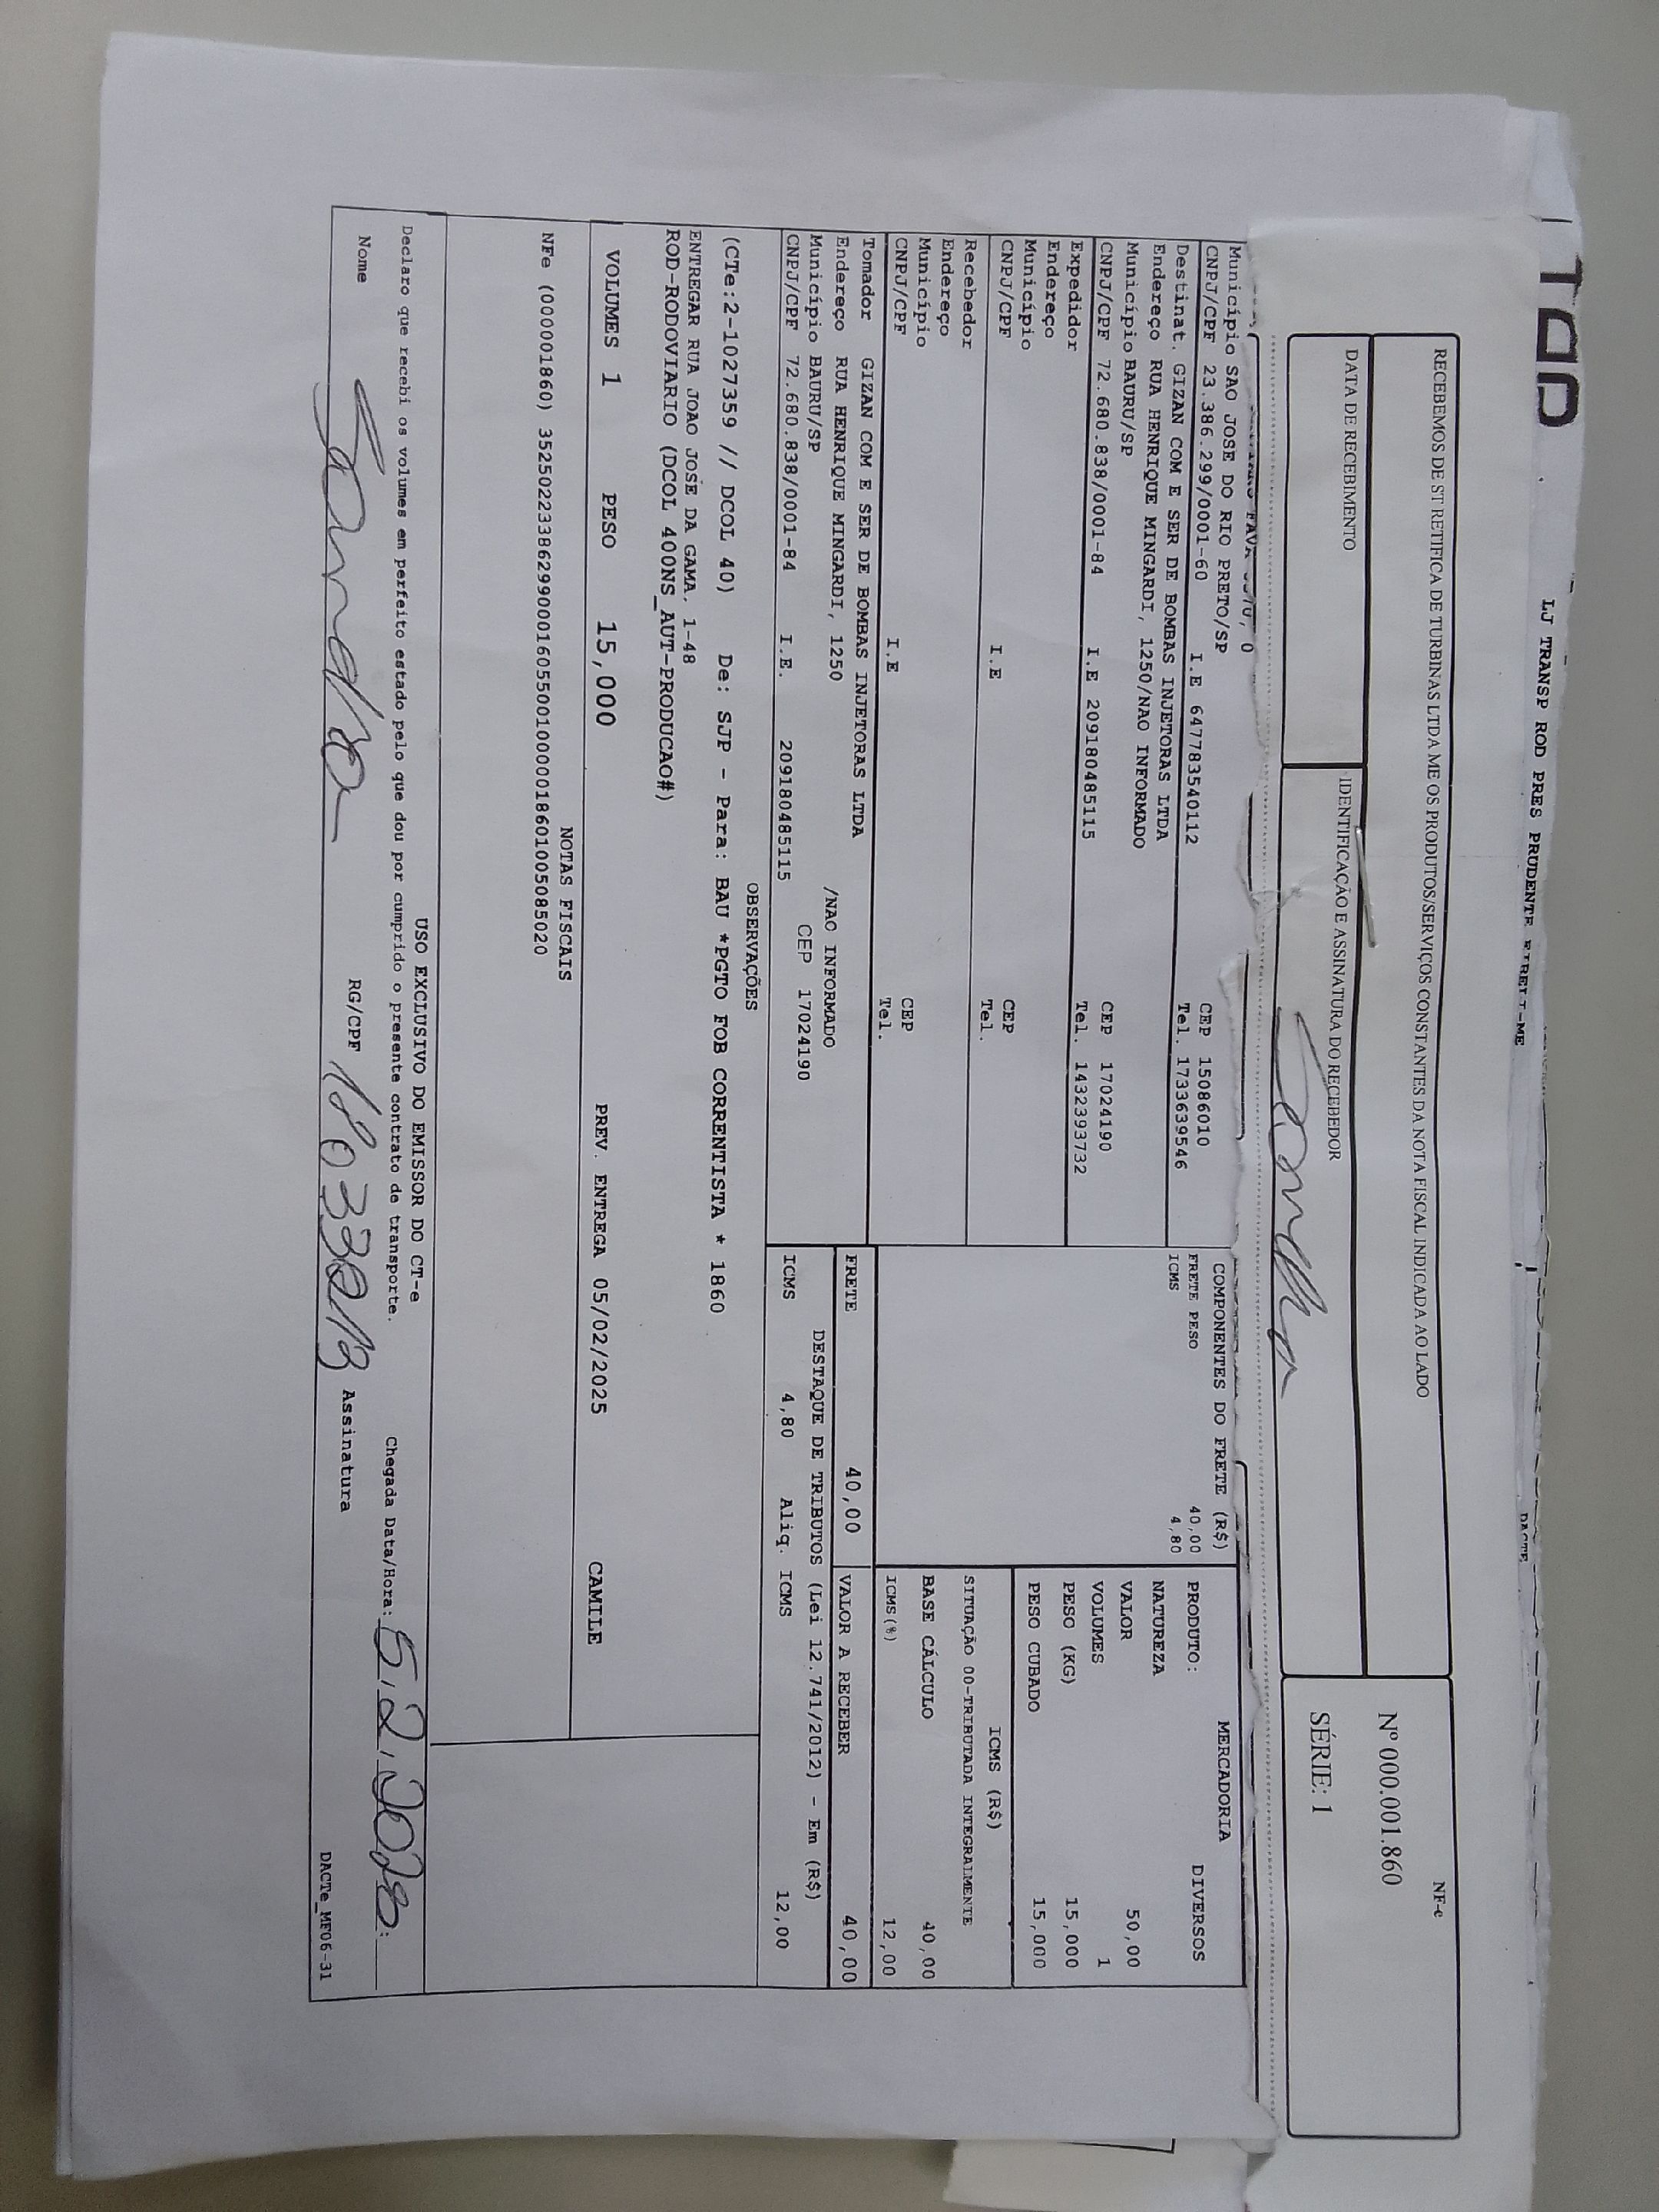 LJ TRANSP ROD PRES PRUDENTE EIRELI-ME
DACTE
RECEBEMOS DE ST RETIFICA DE TURBINAS LTDA ME OS PRODUTOS/SERVIÇOS CONSTANTES DA NOTA FISCAL INDICADA AO LADO
NF-e
Nº 000.001.860
SÉRIE: 1
DATA DE RECEBIMENTO
IDENTIFICAÇÃO E ASSINATURA DO RECEBEDOR
Sandra
Município SAO JOSE DO RIO PRETO/SP CEP 15086010
CNPJ/CPF 23.386.299/0001-60 I.E 647783540112 Tel. 1733639546
Destinat. GIZAN COM E SER DE BOMBAS INJETORAS LTDA
Endereço RUA HENRIQUE MINGARDI, 1250/NAO INFORMADO
Município BAURU/SP CEP 17024190
CNPJ/CPF 72.680.838/0001-84 I.E 209180485115 Tel. 1432393732
Expedidor
Endereço
Município CEP
CNPJ/CPF I.E Tel.
Recebedor
Endereço
Município CEP
CNPJ/CPF I.E Tel.
Tomador GIZAN COM E SER DE BOMBAS INJETORAS LTDA
Endereço RUA HENRIQUE MINGARDI, 1250 /NAO INFORMADO
Município BAURU/SP CEP 17024190
CNPJ/CPF 72.680.838/0001-84 I.E. 209180485115
COMPONENTES DO FRETE (R$)
FRETE PESO 40,00
ICMS 4,80
MERCADORIA
PRODUTO: DIVERSOS
NATUREZA
VALOR 50,00
VOLUMES 1
PESO (KG) 15,000
PESO CUBADO 15,000
ICMS (R$)
SITUAÇÃO 00-TRIBUTADA INTEGRALMENTE
BASE CÁLCULO 40,00
ICMS(%) 12,00
FRETE 40,00
VALOR A RECEBER 40,00
DESTAQUE DE TRIBUTOS (Lei 12.741/2012) - Em (R$)
ICMS 4,80 Aliq. ICMS 12,00
OBSERVAÇÕES
(CTe:2-1027359 // DCOL 40) De: SJP - Para: BAU *PGTO FOB CORRENTISTA * 1860
ENTREGAR RUA JOAO JOSE DA GAMA, 1-48
ROD-RODOVIARIO (DCOL 400NS_AUT-PRODUCAO#)
VOLUMES 1 PESO 15,000 PREV. ENTREGA 05/02/2025 CAMILE
NOTAS FISCAIS
NFe (000001860) 35250223386299000160550010000018601005085020
USO EXCLUSIVO DO EMISSOR DO CT-e
Declaro que recebi os volumes em perfeito estado pelo que dou por cumprido o presente contrato de transporte.
Chegada Data/Hora: 5,2,2025:
Nome Sandra RG/CPF Assinatura
DACTe_MF06-31